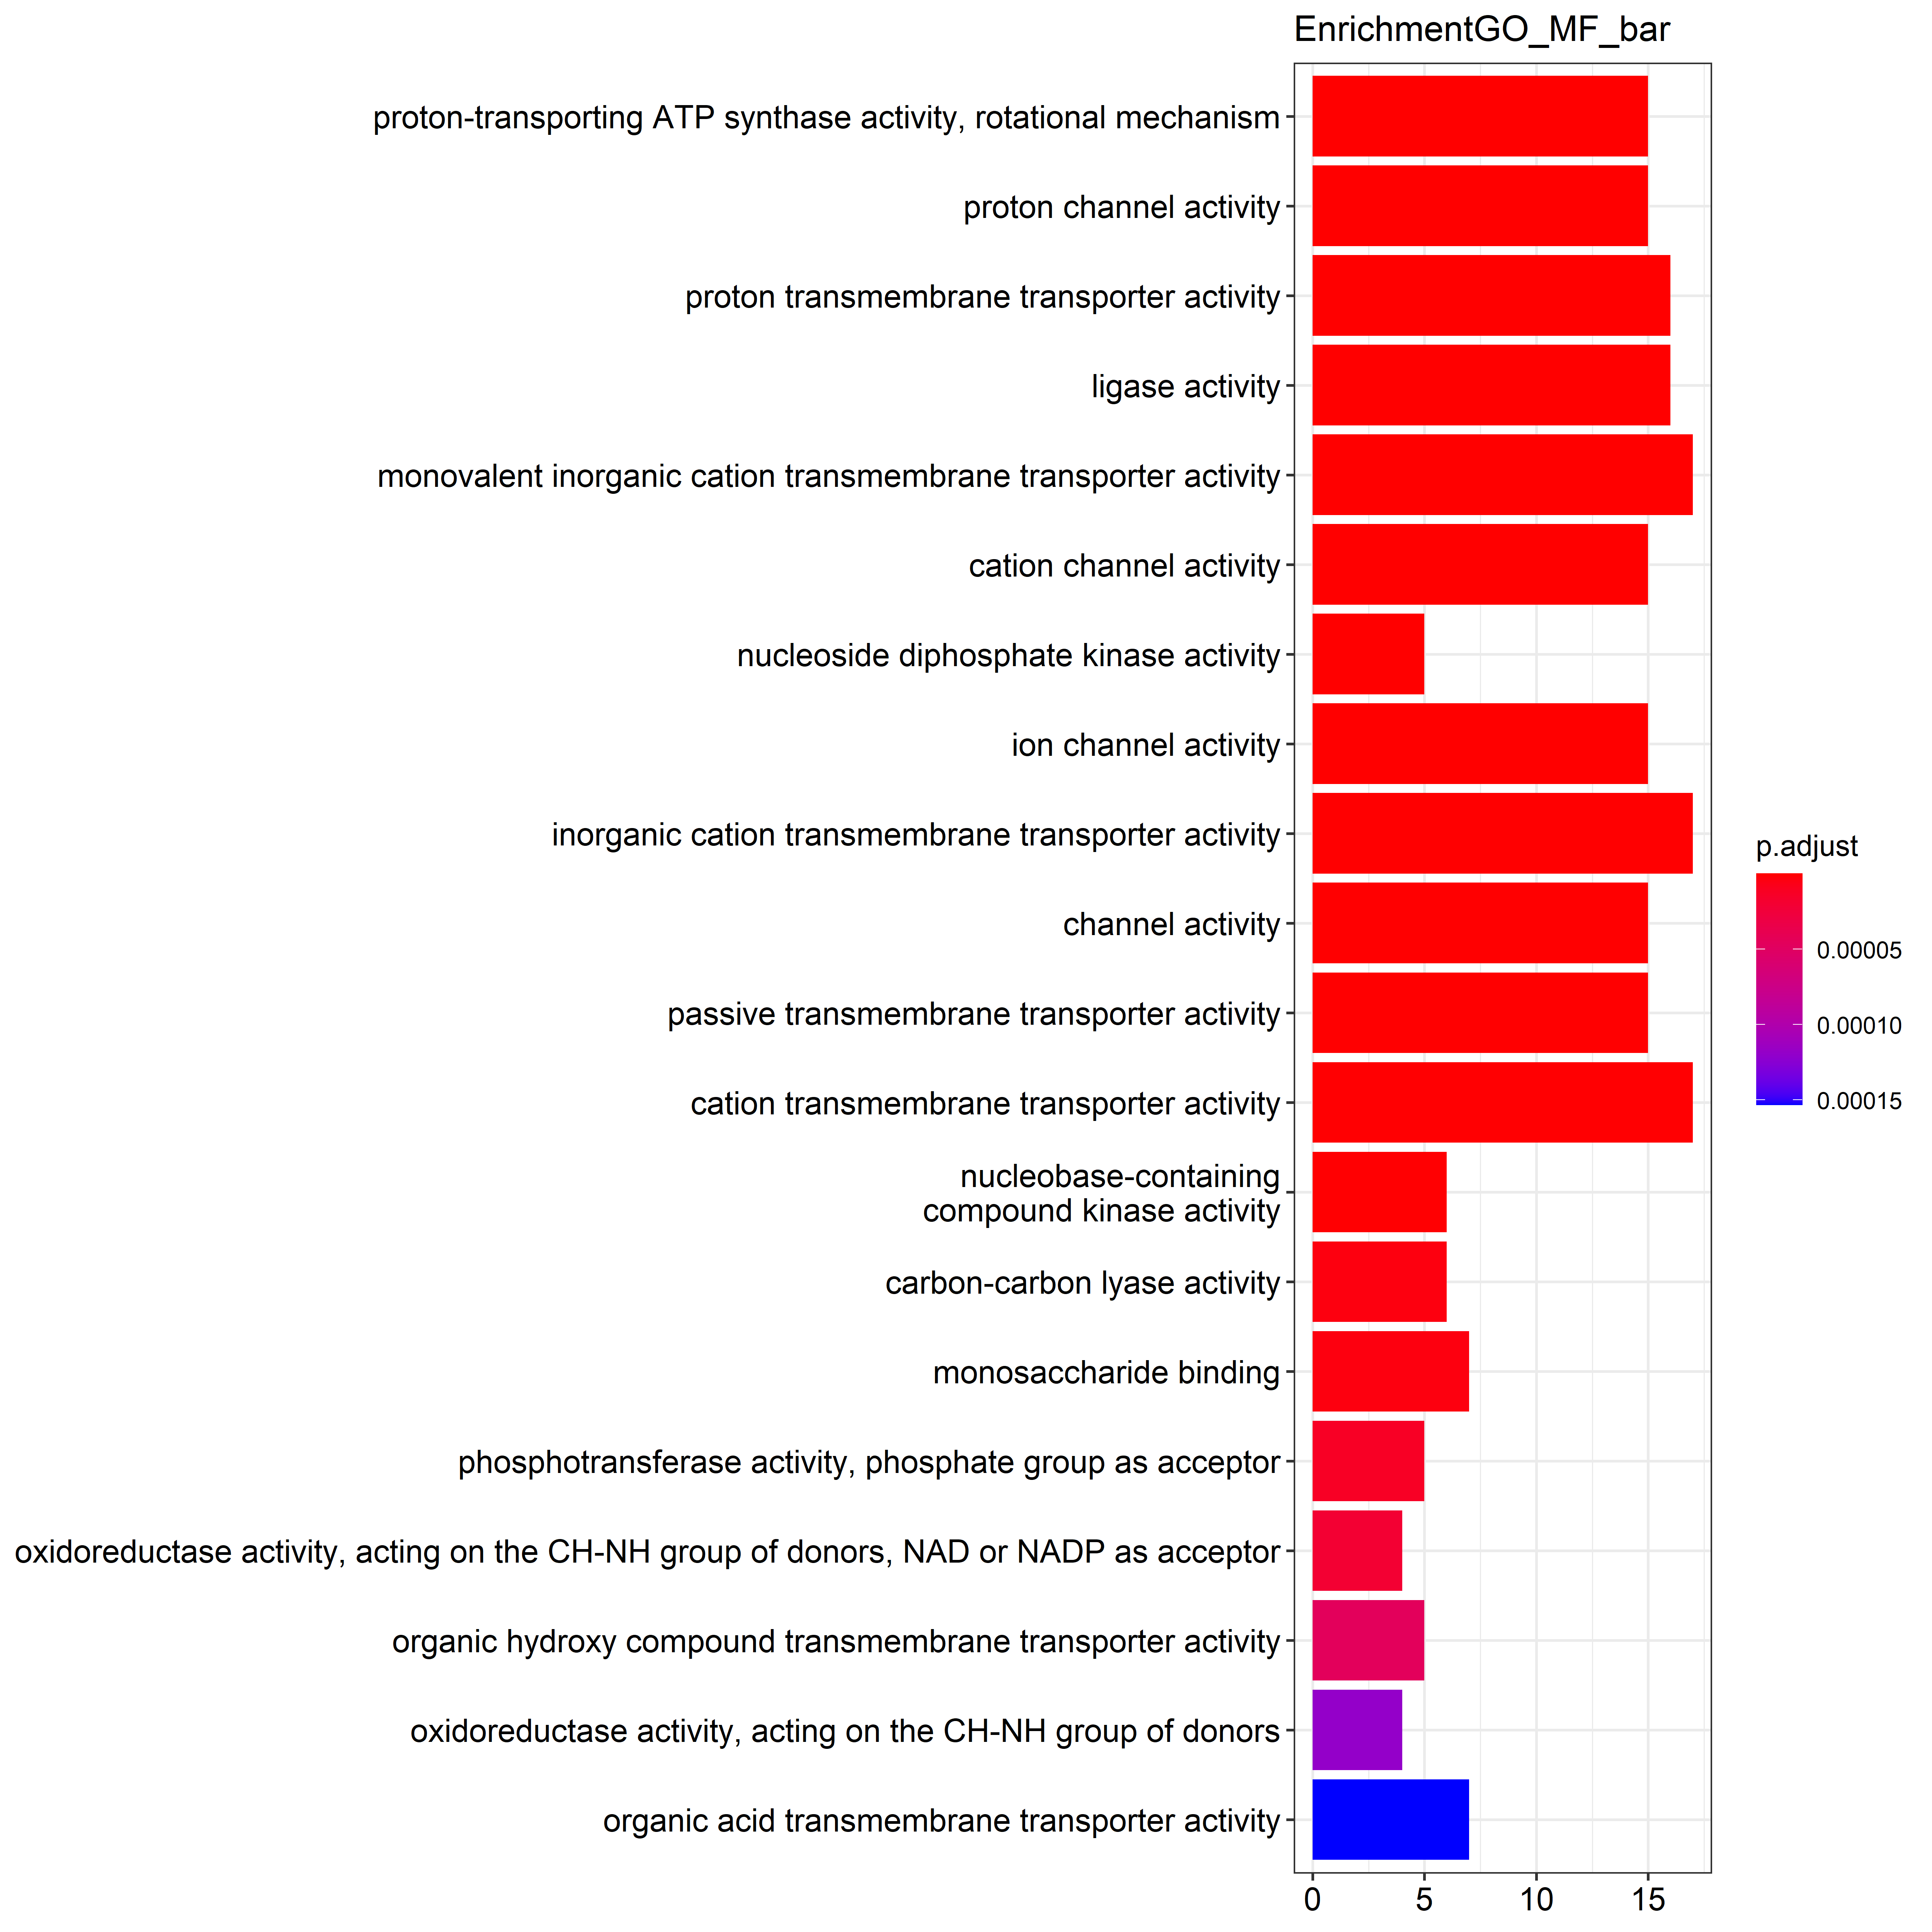 EnrichmentGO_MF_bar
proton-transporting ATP synthase activity, rotational mechanism
proton channel activity
proton transmembrane transporter activity
ligase activity
monovalent inorganic cation transmembrane transporter activity
cation channel activity
nucleoside diphosphate kinase activity
ion channel activity
inorganic cation transmembrane transporter activity
channel activity
passive transmembrane transporter activity
cation transmembrane transporter activity
nucleobase-containing
compound kinase activity
carbon-carbon lyase activity
monosaccharide binding
phosphotransferase activity, phosphate group as acceptor
oxidoreductase activity, acting on the CH-NH group of donors, NAD or NADP as acceptor
organic hydroxy compound transmembrane transporter activity
oxidoreductase activity, acting on the CH-NH group of donors
organic acid transmembrane transporter activity
0 5 10 15
p.adjust
0.00005
0.00010
0.00015